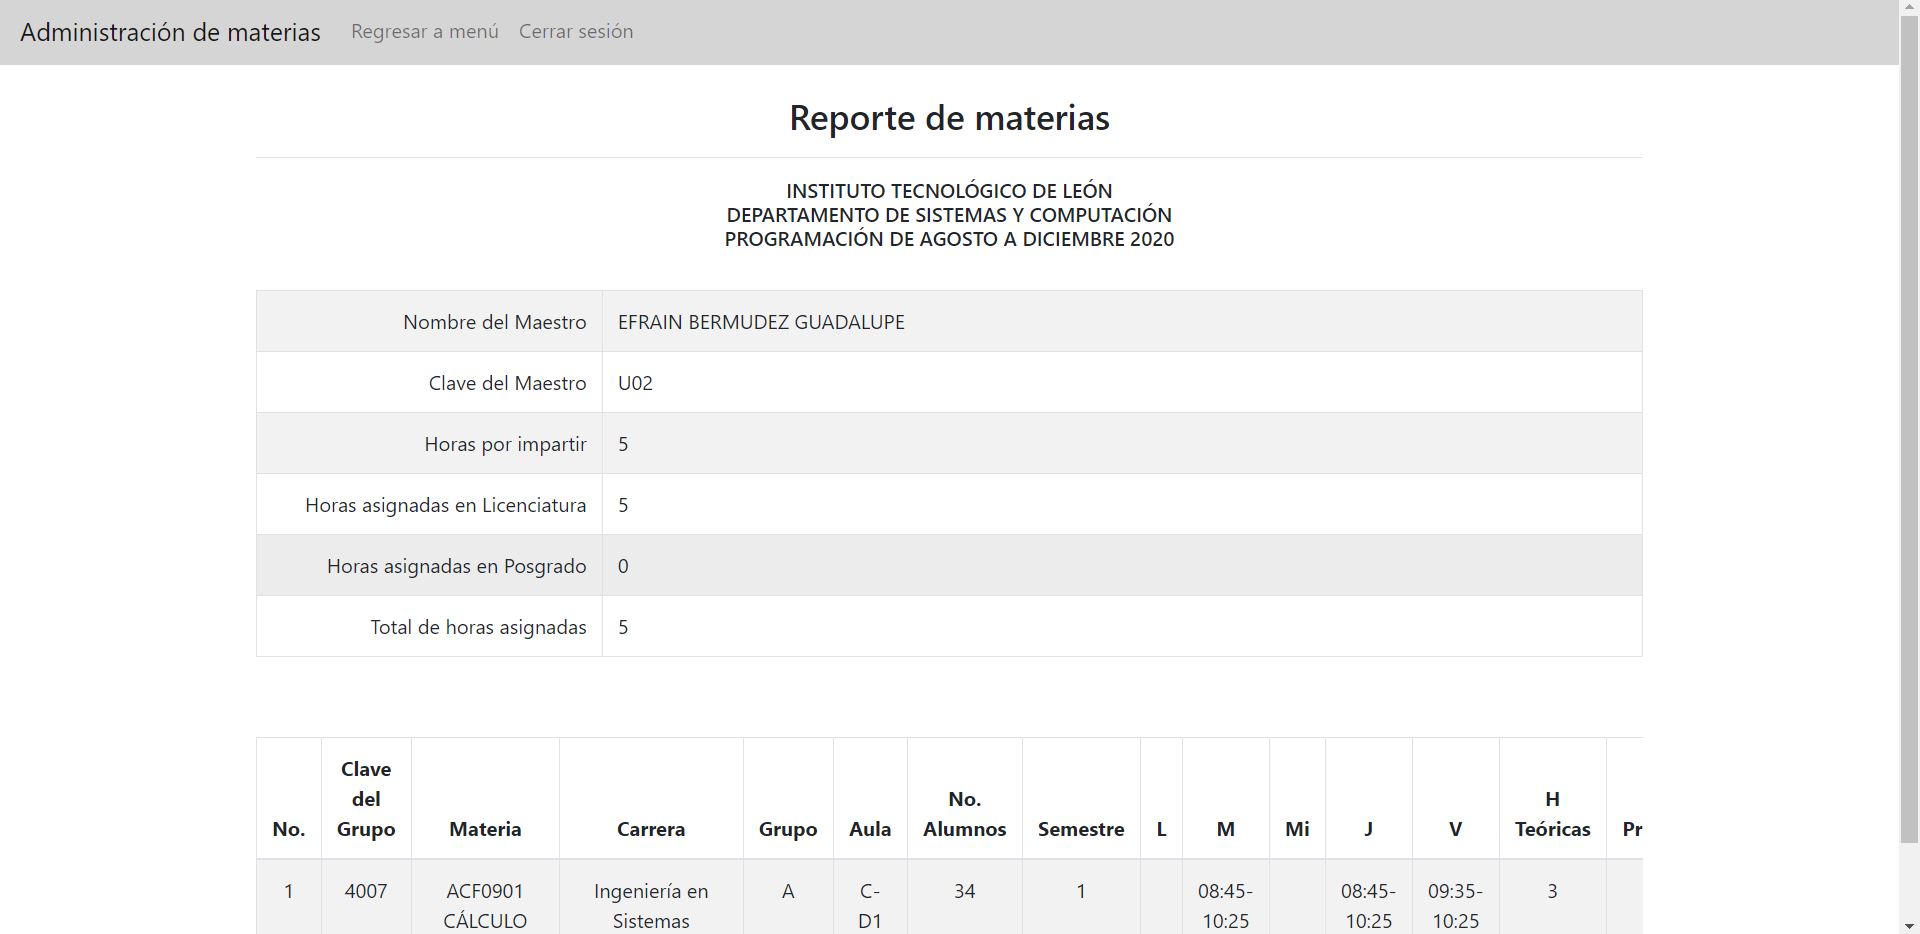 Administración de materias Regresar a menú Cerrar sesión
Reporte de materias
INSTITUTO TECNOLÓGICO DE LEÓN
DEPARTAMENTO DE SISTEMAS Y COMPUTACIÓN
PROGRAMACIÓN DE AGOSTO A DICIEMBRE 2020
Nombre del Maestro EFRAIN BERMUDEZ GUADALUPE
Clave del Maestro U02
Horas por impartir 5
Horas asignadas en Licenciatura 5
Horas asignadas en Posgrado 0
Total de horas asignadas 5
Clave
del No. H
No. Grupo Materia Carrera Grupo Aula Alumnos Semestre L M Mi J V Teóricas Pr
1 4007 ACF0901 Ingeniería en A C- 34 1 08:45- 08:45- 09:35- 3
CÁLCULO Sistemas D1 10:25 10:25 10:25